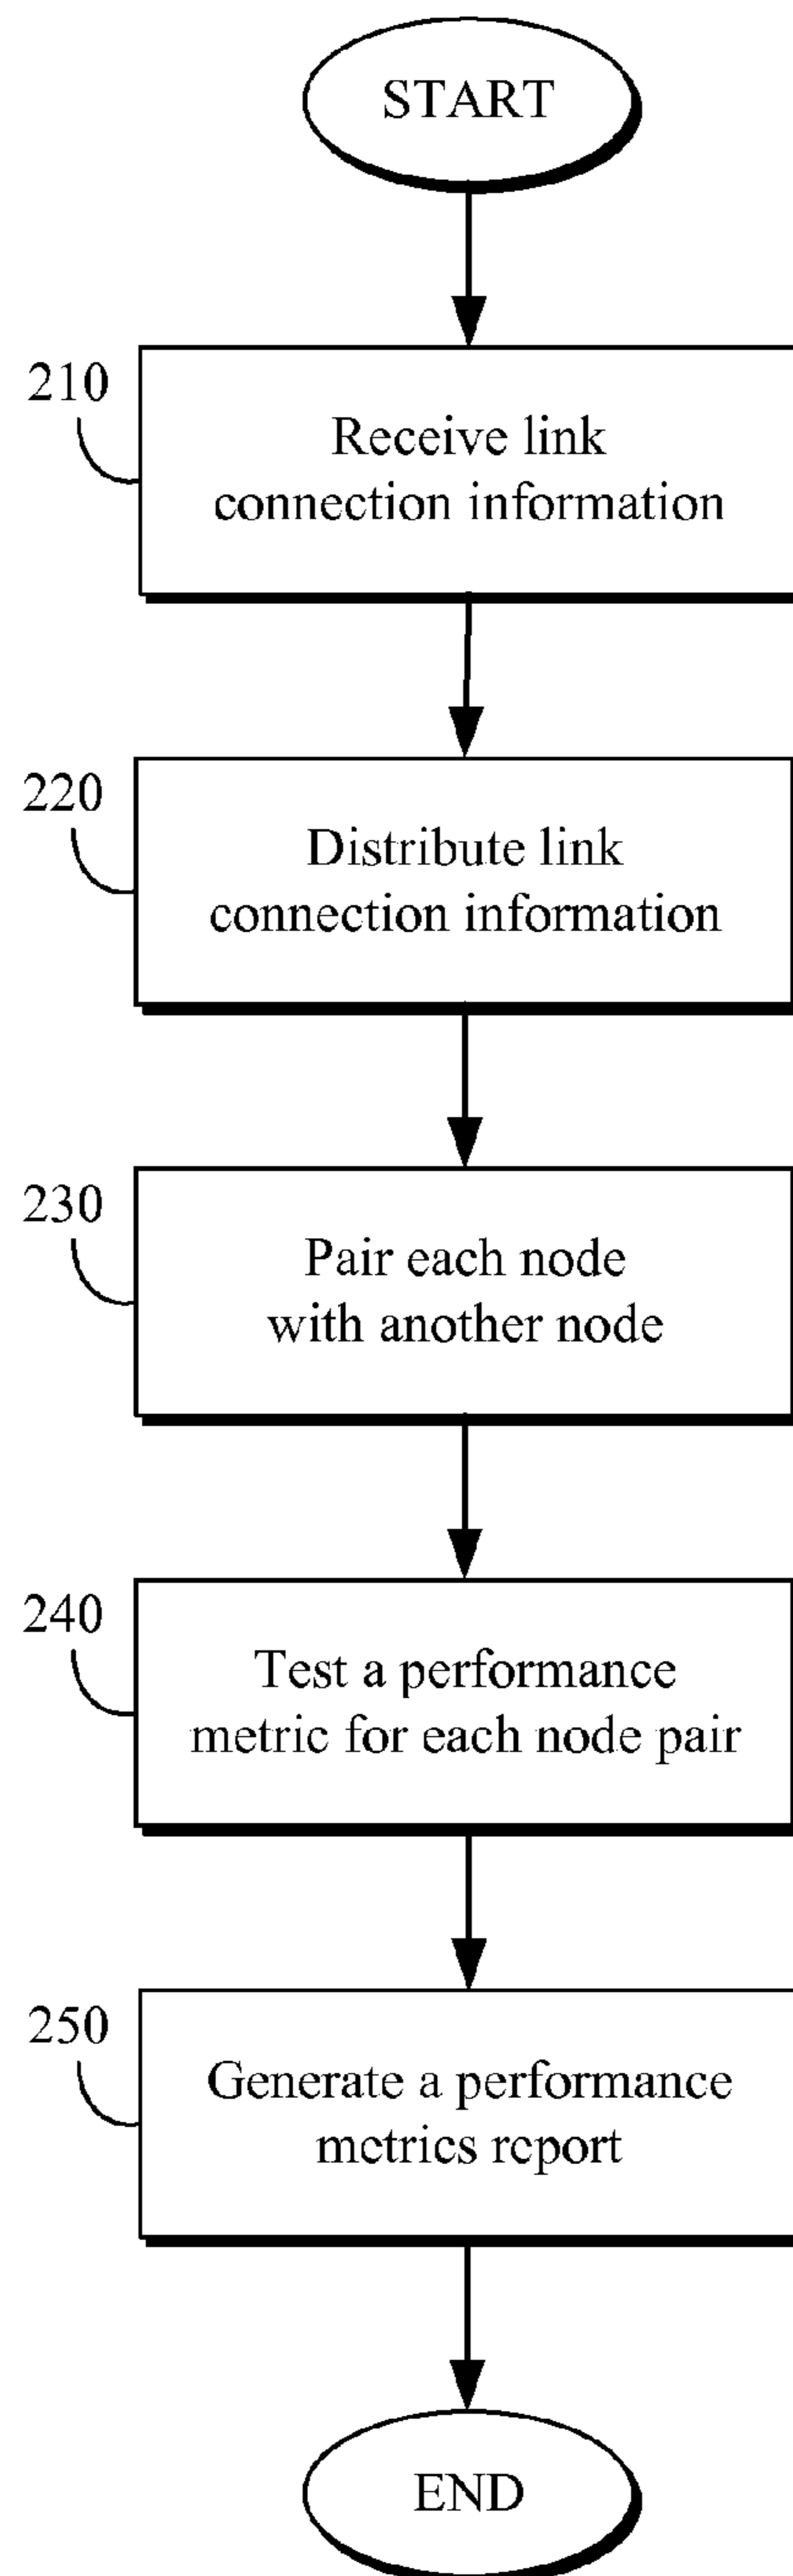 START
210
Receive link
connection information
220
Distribute link
connection information
230
Pair each node
with another node
240
Test a performance
metric for each node pair
250
Generate a performance
metrics report
END